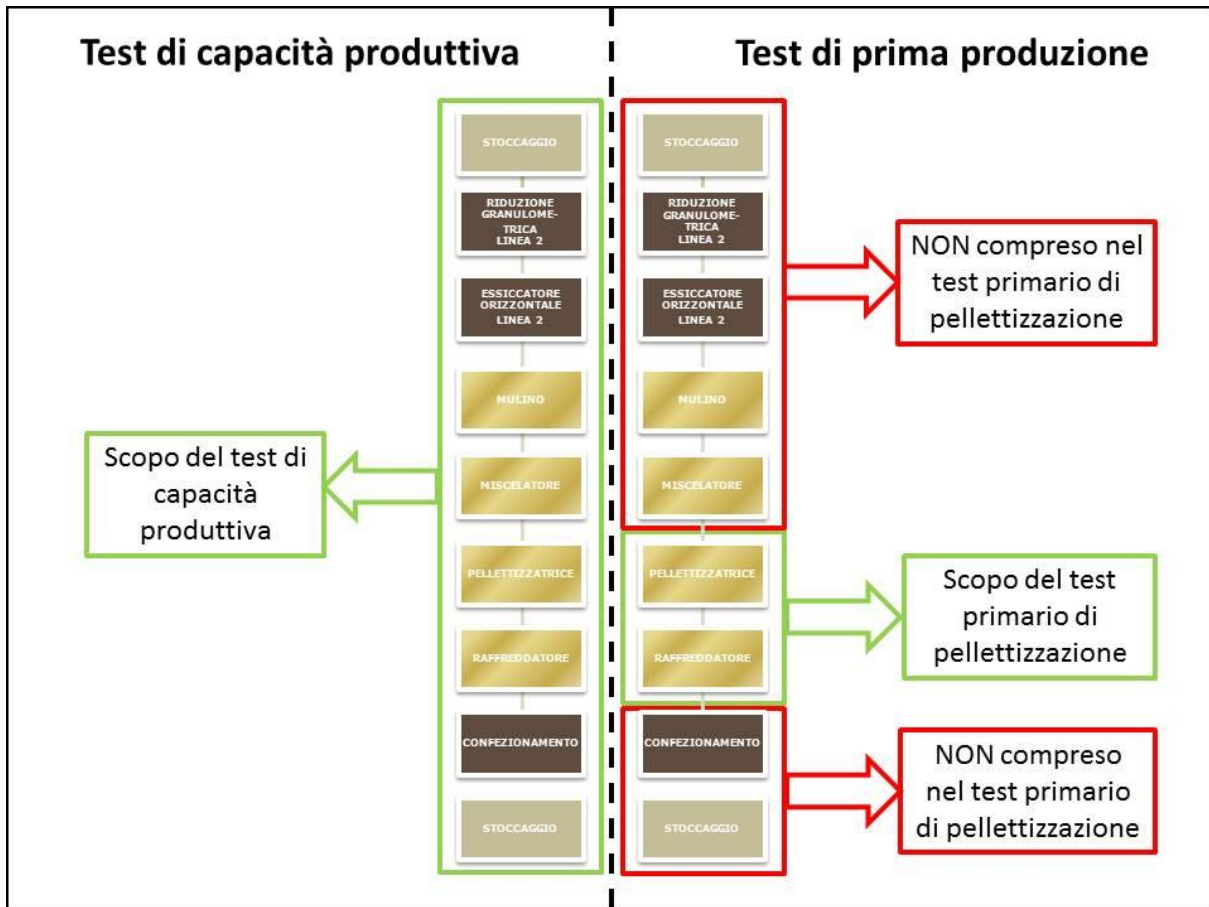 Test di capacità produttiva
STOCCAGGIO
RIDUZIONE
GRANULOME-
TRICA
LINEA 2
ESSICCATORE
ORIZZONTALE
LINEA 2
MULINO
MISCELATORE
PELLETTIZZATRICE
RAFFREDDATORE
CONFEZIONAMENTO
STOCCAGGIO
Scopo del test di
capacità
produttiva
Test di prima produzione
STOCCAGGIO
RIDUZIONE
GRANULOME-
TRICA
LINEA 2
ESSICCATORE
ORIZZONTALE
LINEA 2
MULINO
MISCELATORE
PELLETTIZZATRICE
RAFFREDDATORE
CONFEZIONAMENTO
STOCCAGGIO
NON compreso nel
test primario di
pellettizzazione
Scopo del test
primario di
pellettizzazione
NON compreso
nel test primario
di pellettizzazione